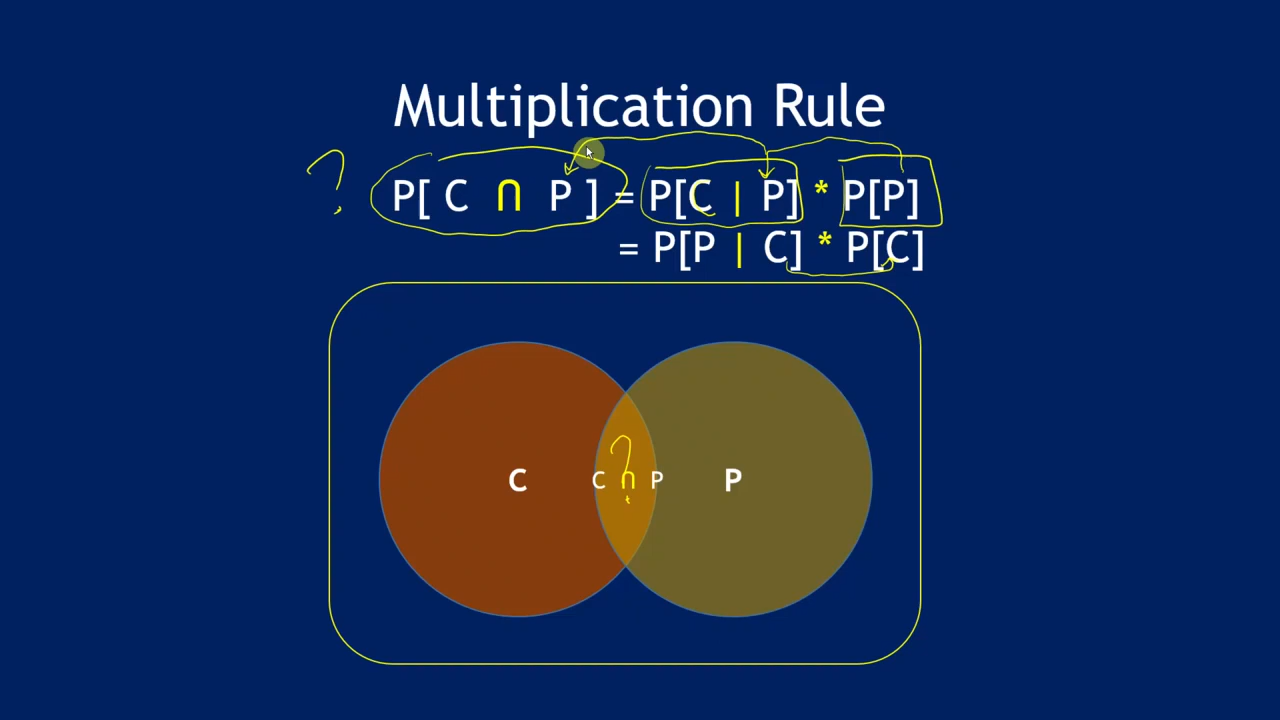 Multiplication Rule
? P[ C ∩ P ] = P[C | P] * P[P]
= P[P | C] * P[C]
?
C C ∩ P P